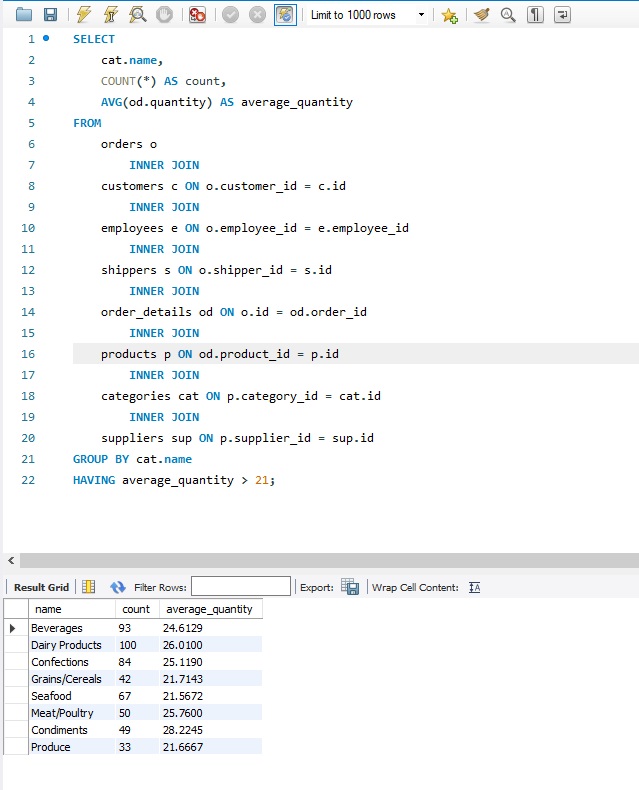 Limit to 1000 rows
1 SELECT
2 cat.name,
3 COUNT(*) AS count,
4 AVG(od.quantity) AS average_quantity
5 FROM
6 orders o
7 INNER JOIN
8 customers c ON o.customer_id = c.id
9 INNER JOIN
10 employees e ON o.employee_id = e.employee_id
11 INNER JOIN
12 shippers s ON o.shipper_id = s.id
13 INNER JOIN
14 order_details od ON o.id = od.order_id
15 INNER JOIN
16 products p ON od.product_id = p.id
17 INNER JOIN
18 categories cat ON p.category_id = cat.id
19 INNER JOIN
20 suppliers sup ON p.supplier_id = sup.id
21 GROUP BY cat.name
22 HAVING average_quantity > 21;
Result Grid Filter Rows: Export: Wrap Cell Content:
name count average_quantity
Beverages 93 24.6129
Dairy Products 100 26.0100
Confections 84 25.1190
Grains/Cereals 42 21.7143
Seafood 67 21.5672
Meat/Poultry 50 25.7600
Condiments 49 28.2245
Produce 33 21.6667